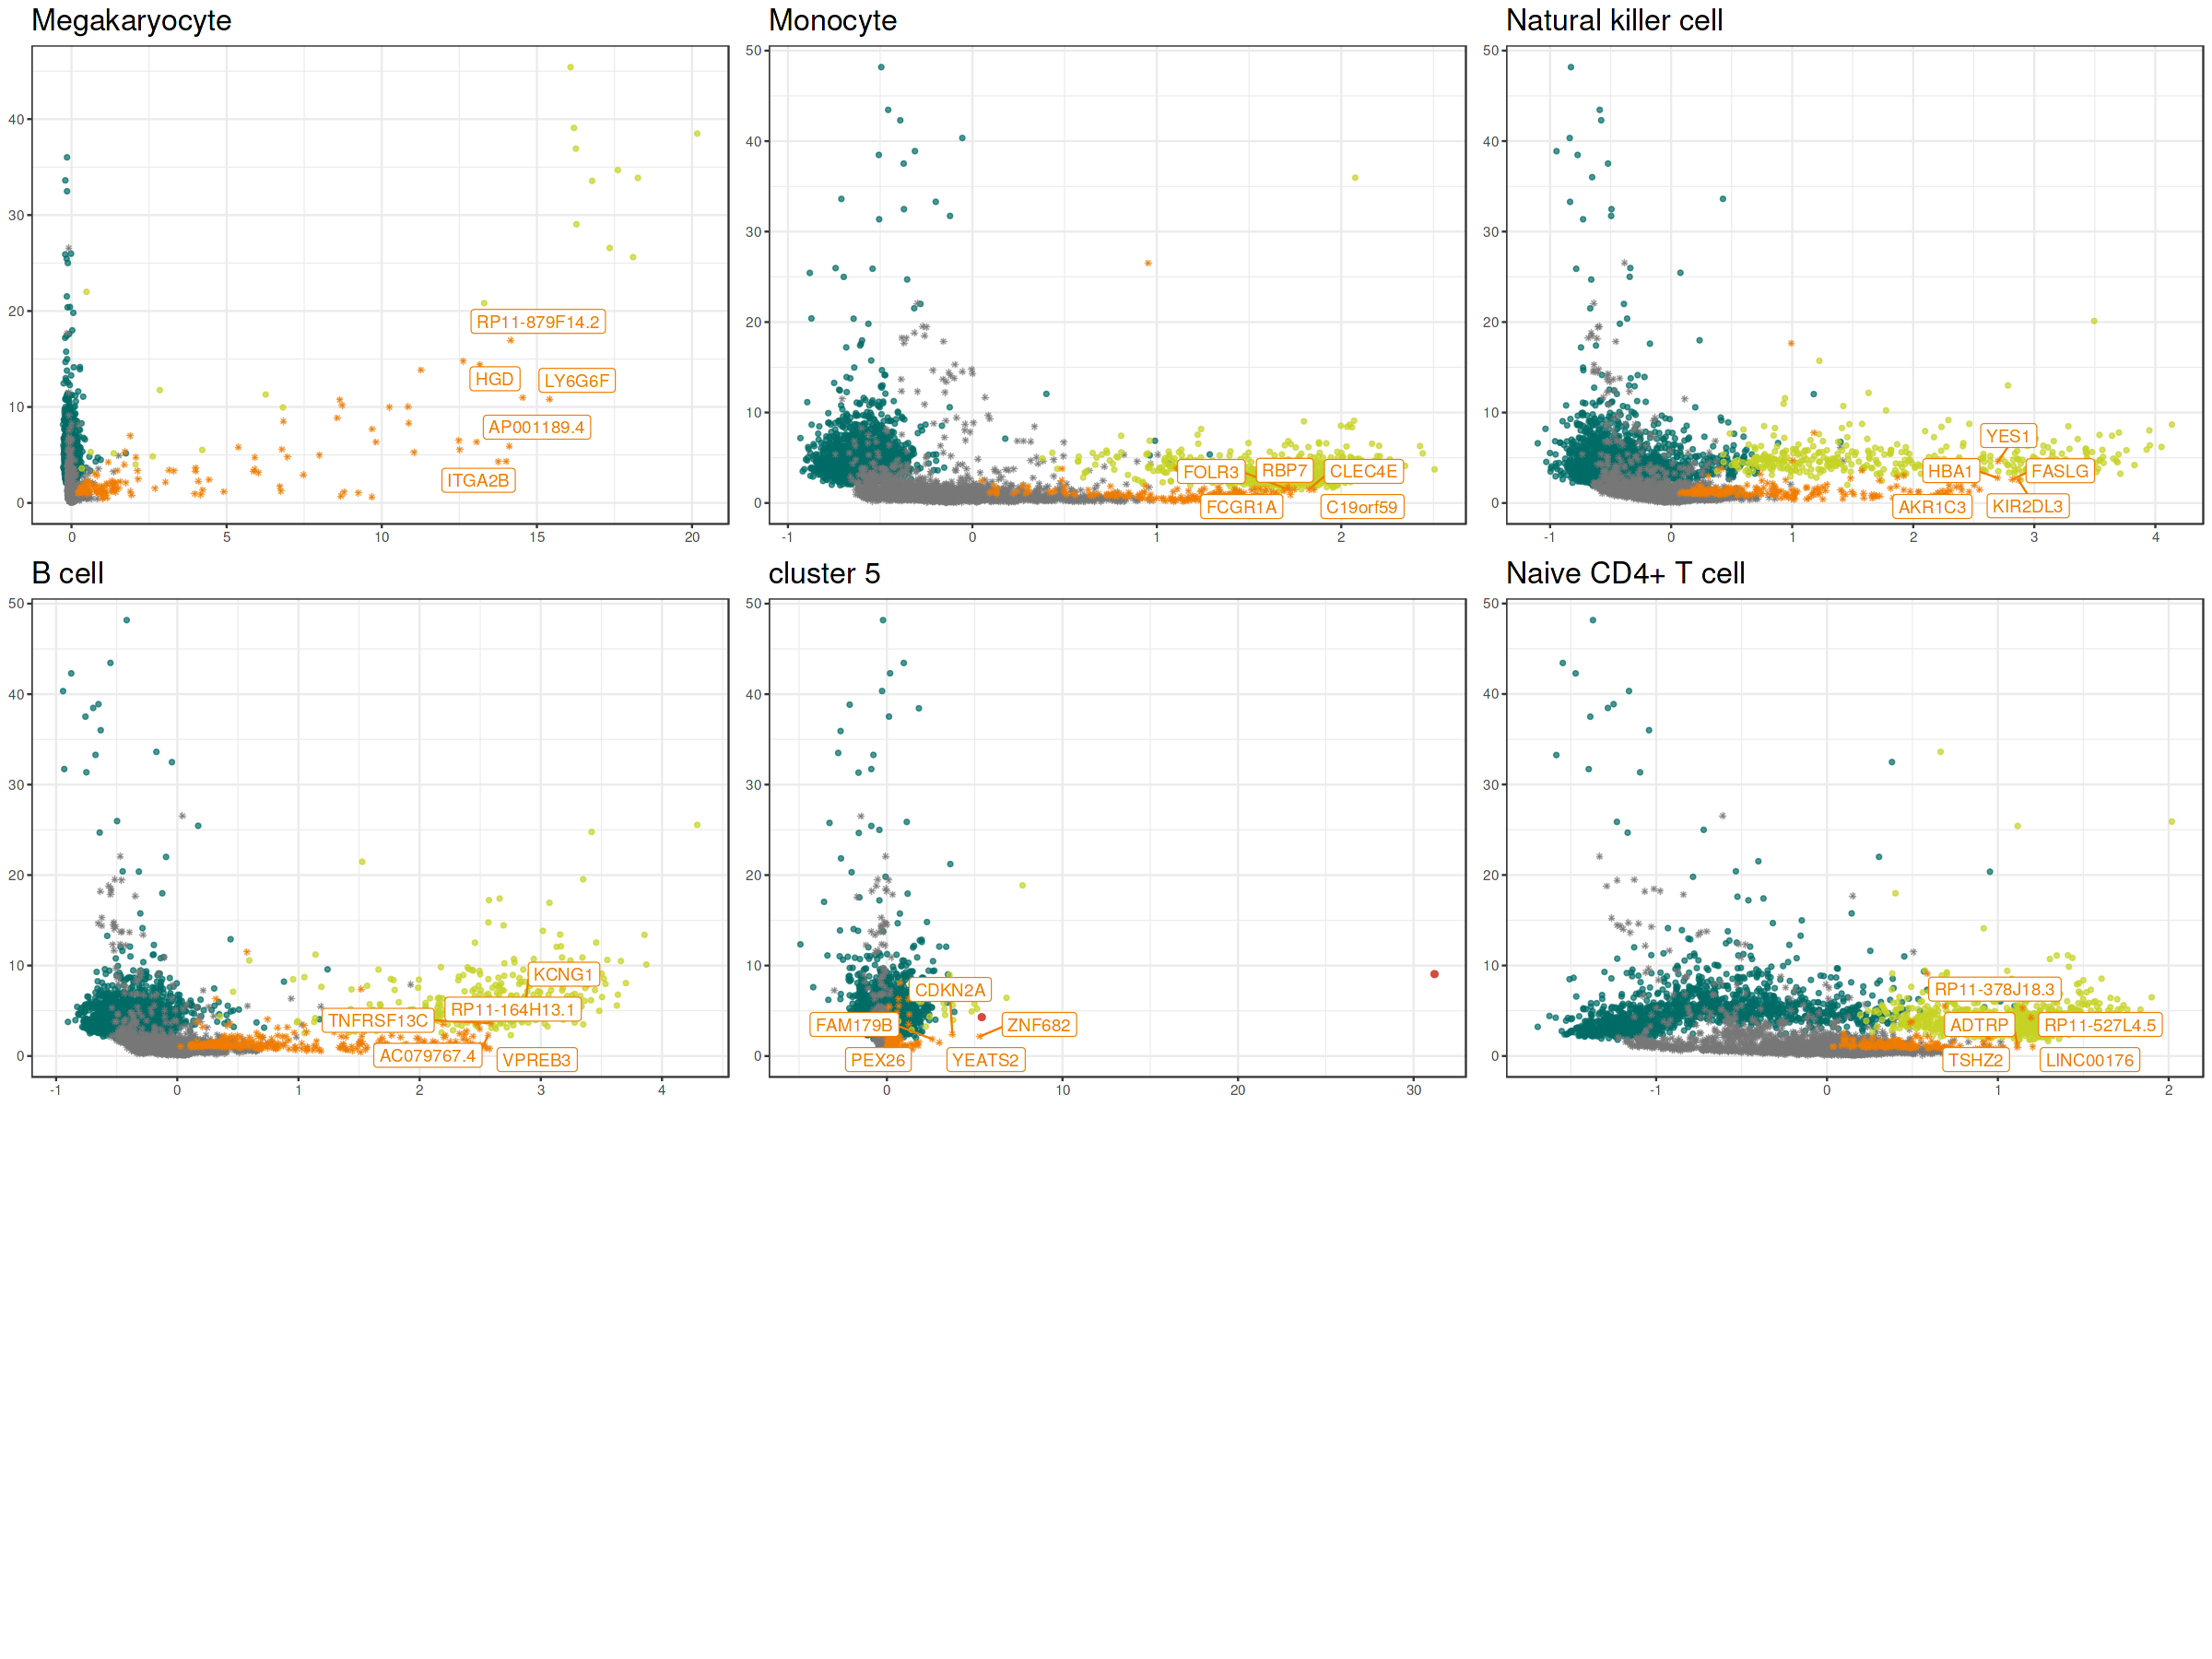 Megakaryocyte
40
30
20
10
0
0 5 10 15 20
RP11-879F14.2
HGD
LY6G6F
AP001189.4
ITGA2B
Monocyte
50
40
30
20
10
0
-1 0 1 2
FOLR3
RBP7
CLEC4E
FCGR1A
C19orf59
Natural killer cell
50
40
30
20
10
0
-1 0 1 2 3 4
YES1
HBA1
FASLG
AKR1C3
KIR2DL3
B cell
50
40
30
20
10
0
-1 0 1 2 3 4
KCNG1
RP11-164H13.1
TNFRSF13C
AC079767.4
VPREB3
cluster 5
50
40
30
20
10
0
0 10 20 30
CDKN2A
FAM179B
ZNF682
PEX26
YEATS2
Naive CD4+ T cell
50
40
30
20
10
0
-1 0 1 2
RP11-378J18.3
ADTRP
RP11-527L4.5
TSHZ2
LINC00176